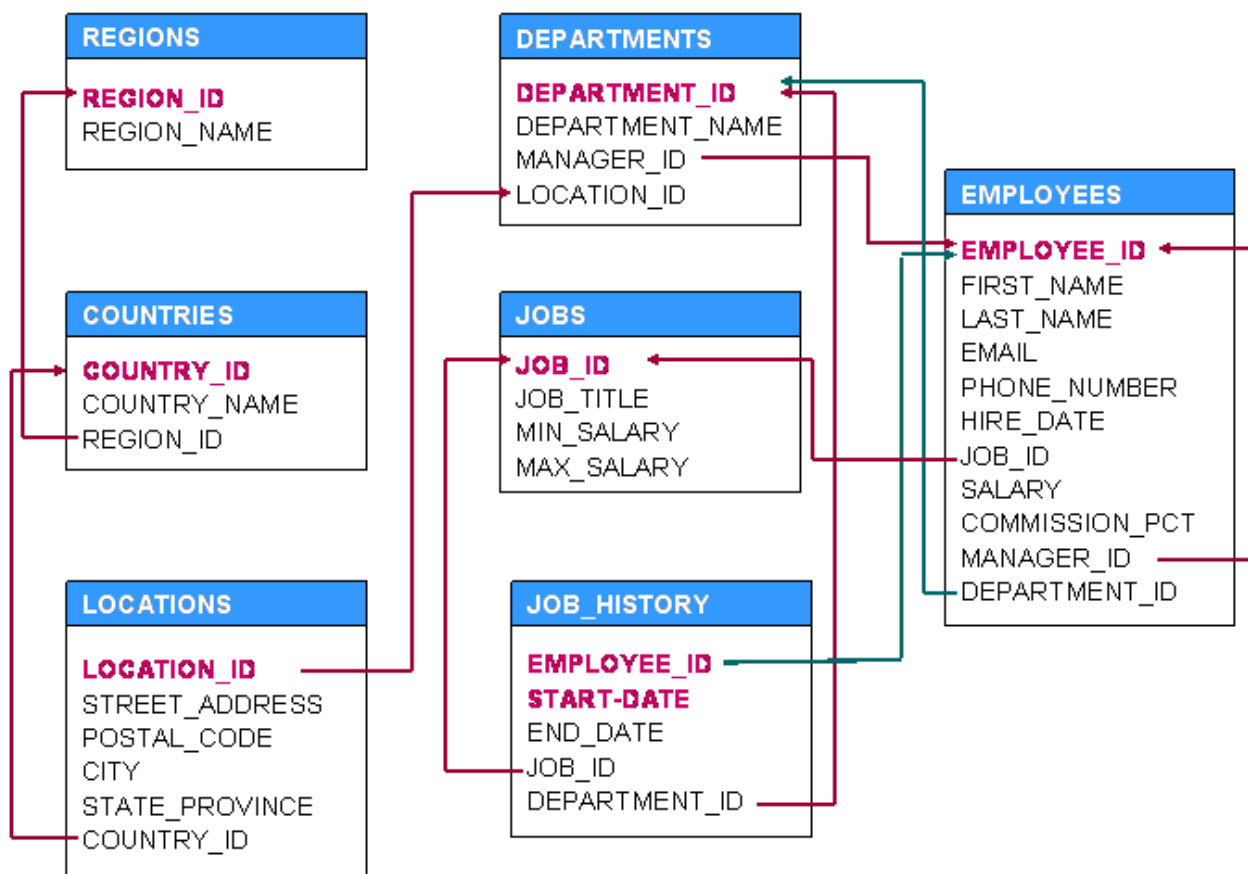 REGIONS
REGION_ID
REGION_NAME
DEPARTMENTS
DEPARTMENT_ID
DEPARTMENT_NAME
MANAGER_ID
LOCATION_ID
EMPLOYEES
EMPLOYEE_ID
FIRST_NAME
LAST_NAME
EMAIL
PHONE_NUMBER
HIRE_DATE
JOB_ID
SALARY
COMMISSION_PCT
MANAGER_ID
DEPARTMENT_ID
COUNTRIES
COUNTRY_ID
COUNTRY_NAME
REGION_ID
JOBS
JOB_ID
JOB_TITLE
MIN_SALARY
MAX_SALARY
LOCATIONS
LOCATION_ID
STREET_ADDRESS
POSTAL_CODE
CITY
STATE_PROVINCE
COUNTRY_ID
JOB_HISTORY
EMPLOYEE_ID
START-DATE
END_DATE
JOB_ID
DEPARTMENT_ID